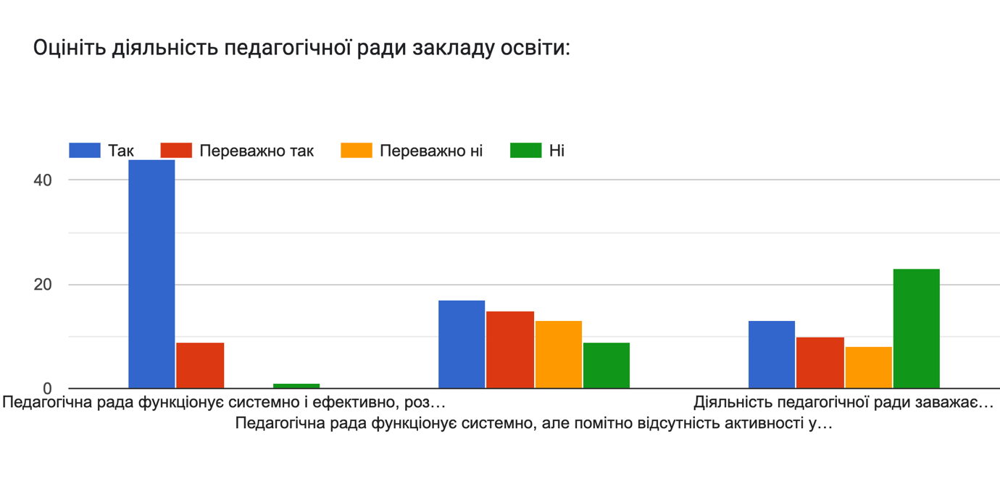 Оцініть діяльність педагогічної ради закладу освіти:
Так Переважно так Переважно ні Ні
40
20
0
Педагогічна рада функціонує системно і ефективно, роз…
Діяльність педагогічної ради заважає…
Педагогічна рада функціонує системно, але помітно відсутність активності у…